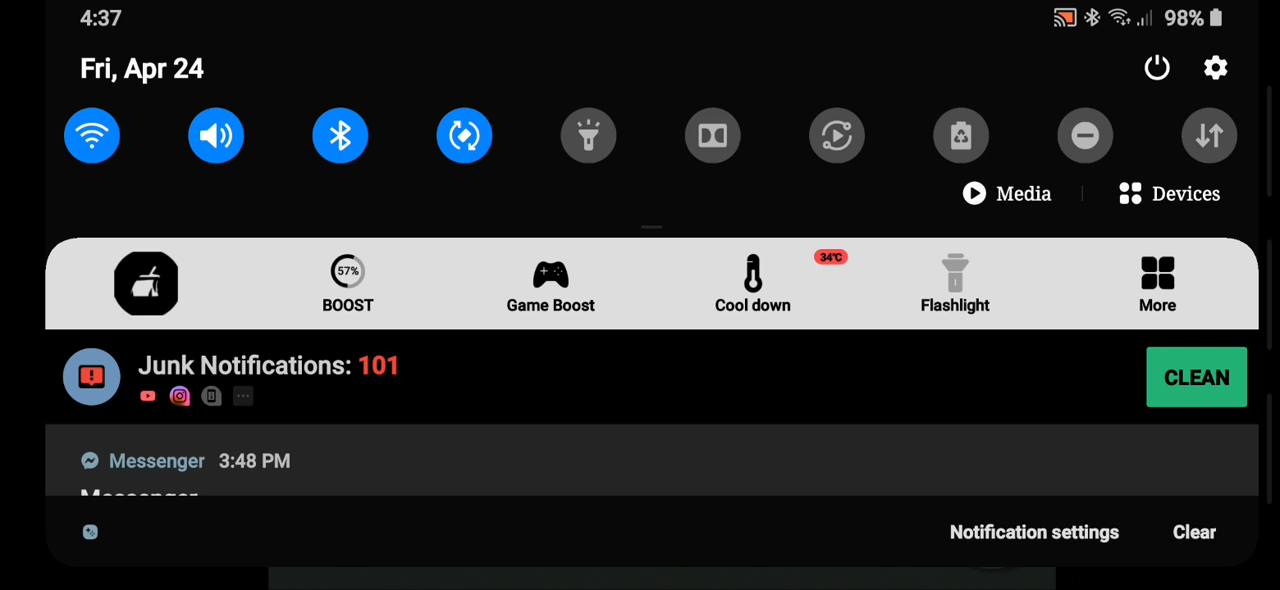 4:37
98%
Fri, Apr 24
Media
Devices
57%
BOOST
Game Boost
34℃
Cool down
Flashlight
More
Junk Notifications: 101
CLEAN
Messenger 3:48 PM
Messenger
Notification settings
Clear